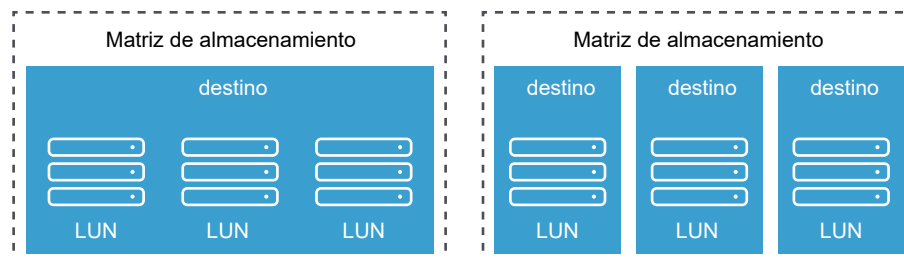 Matriz de almacenamiento
destino
LUN LUN LUN
Matriz de almacenamiento
destino destino destino
LUN LUN LUN